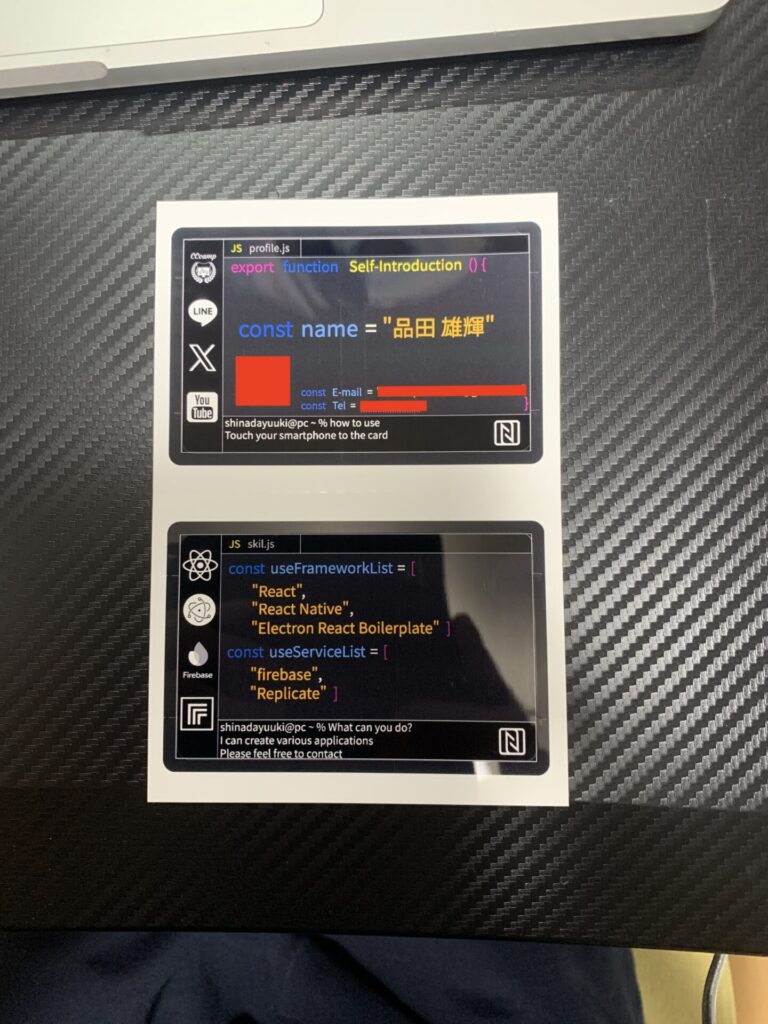 JS profile.js
CCcamp
export function Self-Introduction () {
LINE
const name = "品田 雄輝"
You
Tube
const E-mail =
const Tel =
}
shinadayuuki@pc ~ % how to use
Touch your smartphone to the card
JS skil.js
const useFrameworkList = [
"React",
"React Native",
"Electron React Boilerplate" ]
const useServiceList = [
Firebase
"firebase",
"Replicate" ]
shinadayuuki@pc ~ % What can you do?
I can create various applications
Please feel free to contact